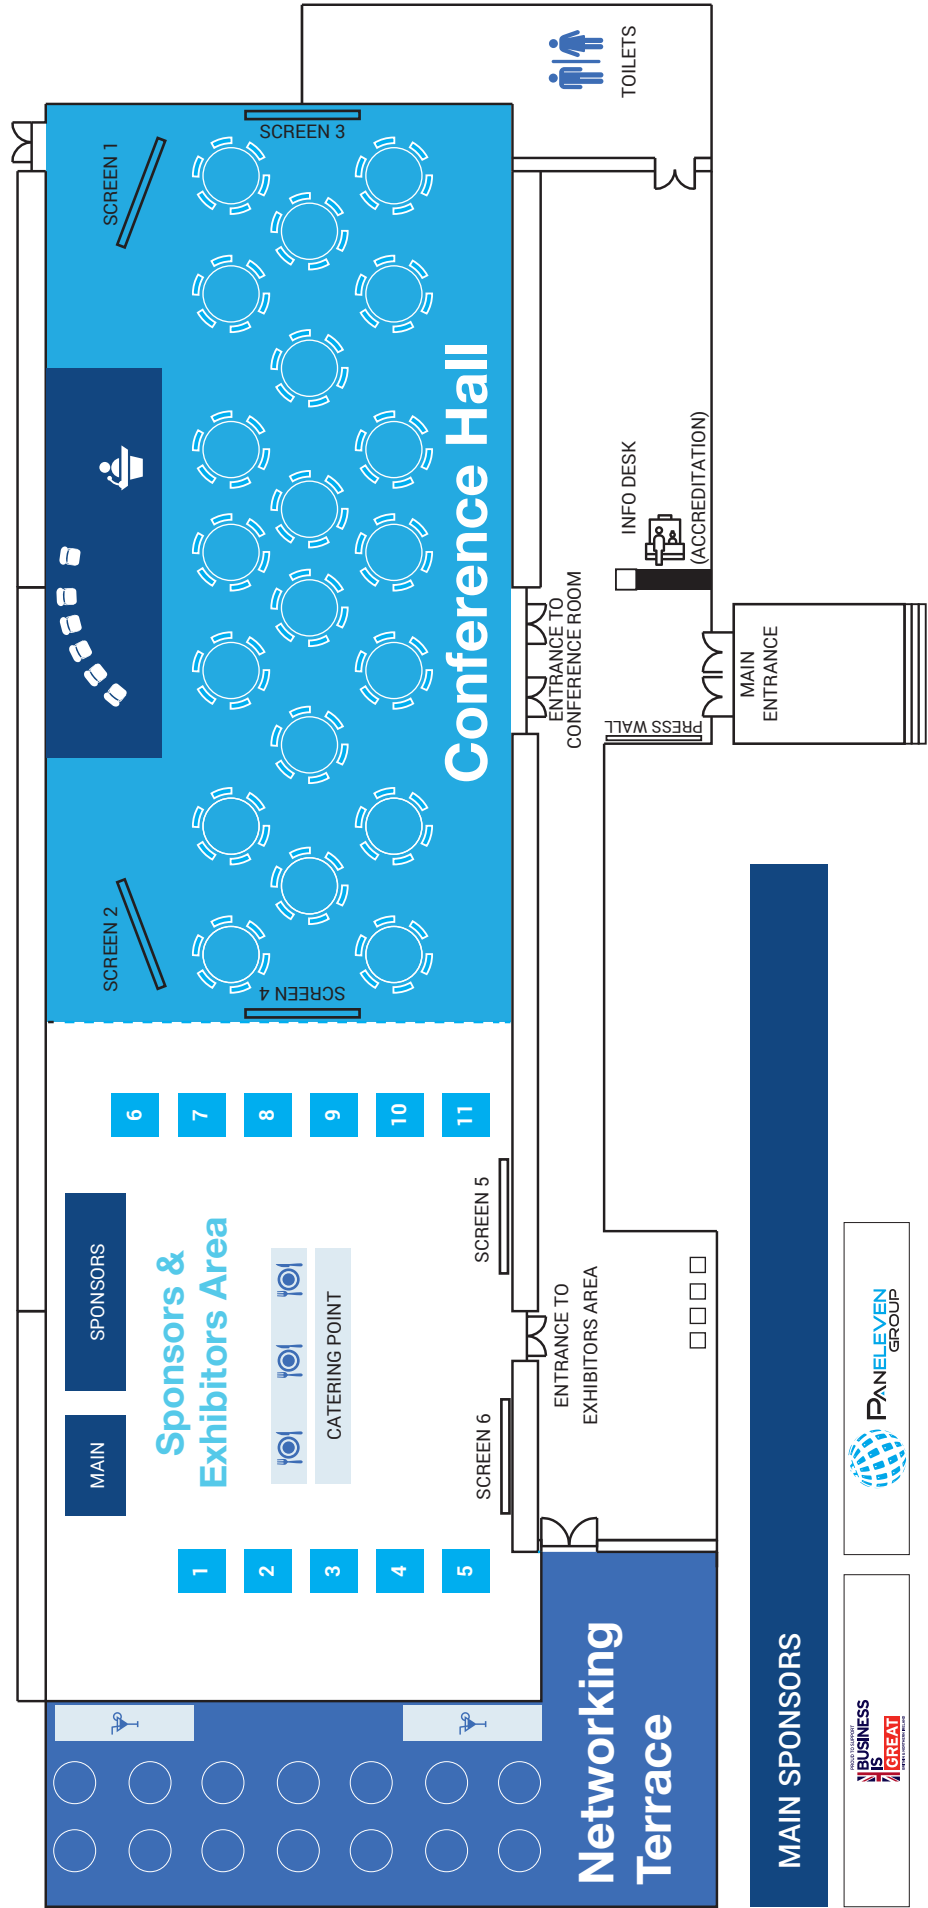 TOILETS
SCREEN 3
SCREEN 1
Conference Hall
INFO DESK
(ACCREDITATION)
ENTRANCE TO
CONFERENCE ROOM
MAIN
ENTRANCE
PRESS WALL
SCREEN 2
SCREEN 4
6
7
8
9
10
11
MAIN
SPONSORS
Sponsors &
Exhibitors Area
CATERING POINT
SCREEN 5
SCREEN 6
ENTRANCE TO
EXHIBITORS AREA
1
2
3
4
5
Networking
Terrace
MAIN SPONSORS
PROUD TO SUPPORT
BUSINESS
IS
GREAT
PANELEVEN
GROUP